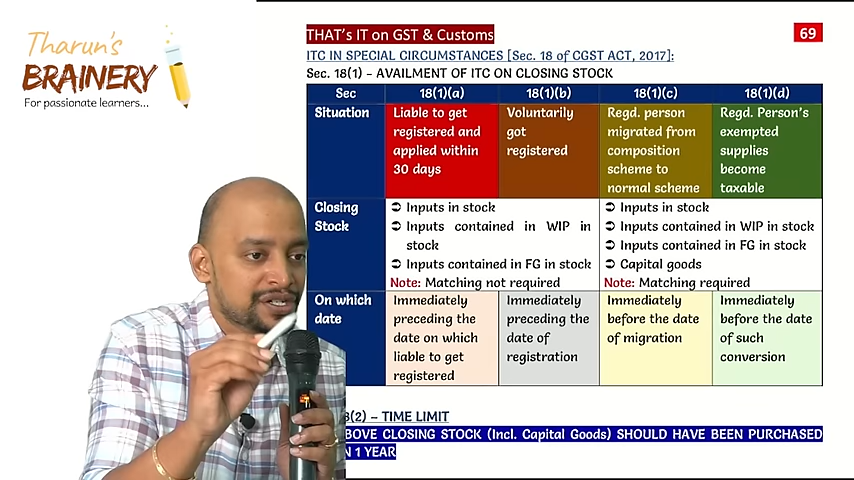 Tharun's
BRAINERY
For passionate learners...
THAT's IT on GST & Customs
69
ITC IN SPECIAL CIRCUMSTANCES [Sec. 18 of CGST ACT, 2017]:
Sec. 18(1) – AVAILMENT OF ITC ON CLOSING STOCK
Sec 18(1)(a) 18(1)(b) 18(1)(c) 18(1)(d)
Situation
Liable to get
registered and
applied within
30 days
Voluntarily
got
registered
Regd. person
migrated from
composition
scheme to
normal scheme
Regd. Person's
exempted
supplies
become
taxable
Closing
Stock
➲ Inputs in stock
➲ Inputs contained in WIP in
stock
➲ Inputs contained in FG in stock
Note: Matching not required
➲ Inputs in stock
➲ Inputs contained in WIP in stock
➲ Inputs contained in FG in stock
➲ Capital goods
Note: Matching required
On which
date
Immediately
preceding the
date on which
liable to get
registered
Immediately
preceding the
date of
registration
Immediately
before the date
of migration
Immediately
before the date
of such
conversion
(2) – TIME LIMIT
CLOSING STOCK (Incl. Capital Goods) SHOULD HAVE BEEN PURCHASED
1 YEAR